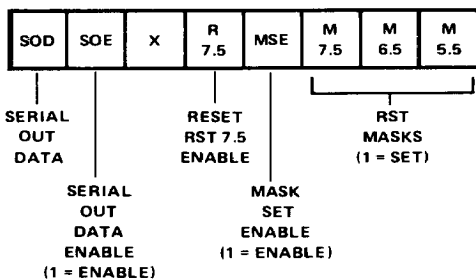 SOD SOE X R 7.5 MSE M 7.5 M 6.5 M 5.5
SERIAL
OUT
DATA
SERIAL
OUT
DATA
ENABLE
(1 = ENABLE)
RESET
RST 7.5
ENABLE
MASK
SET
ENABLE
(1 = ENABLE)
RST
MASKS
(1 = SET)